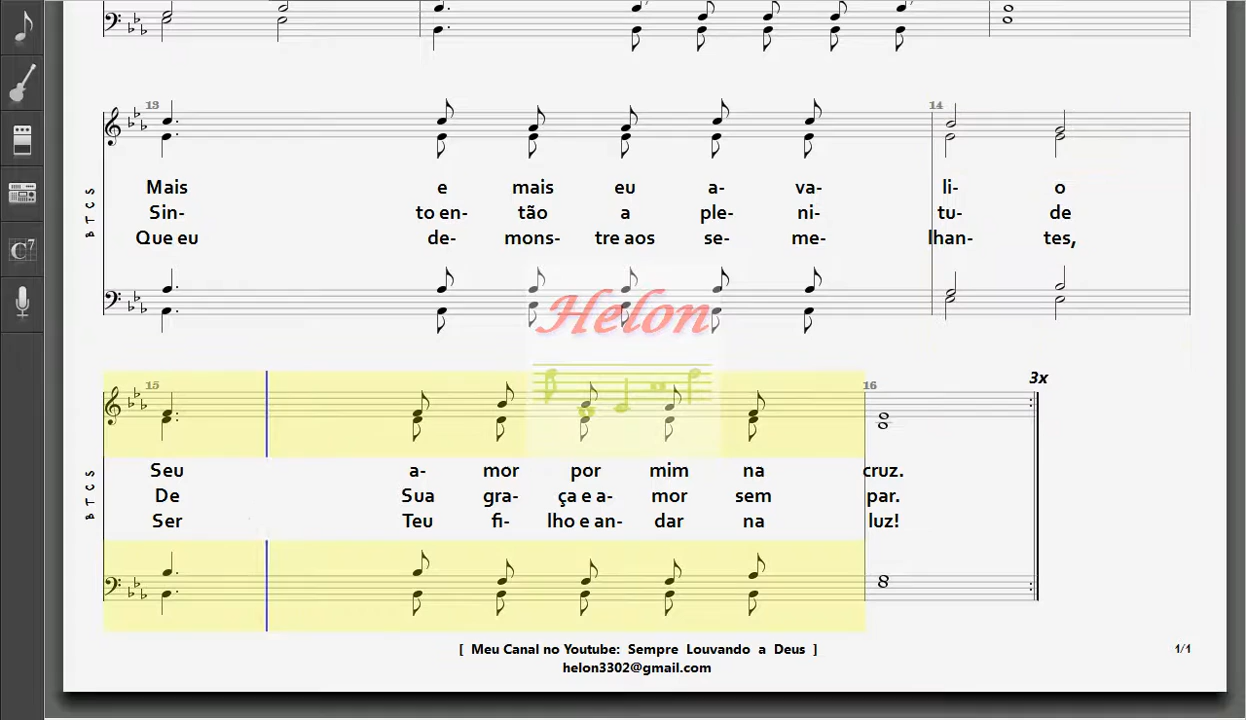 13
14
Mais e mais eu a- va- li- o
Sin- to en- tão a ple- ni- tu- de
Que eu de- mons- tre aos se- me- lhan- tes,
B T C S
Helon
15
16
3x
Seu a- mor por mim na cruz.
De Sua gra- ça e a- mor sem par.
Ser Teu fi- lho e an- dar na luz!
B T C S
[ Meu Canal no Youtube: Sempre Louvando a Deus ]
1/1
helon3302@gmail.com
C7